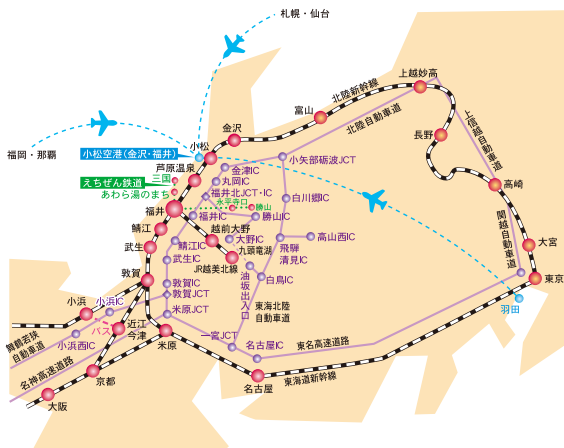 札幌・仙台
福岡・那覇
小松空港(金沢・福井)
小松
金沢
富山
北陸新幹線
北陸自動車道
上越妙高
長野
上信越自動車道
高崎
関越自動車道
大宮
東京
羽田
芦原温泉
三国
えちぜん鉄道
あわら湯のまち
金津IC
丸岡IC
福井北JCT・IC
永平寺口
勝山
小矢部砺波JCT
白川郷IC
福井
福井IC
勝山IC
鯖江
越前大野
大野IC
九頭竜湖
JR越美北線
飛騨
清見IC
高山西IC
武生
鯖江IC
武生IC
油坂出入口
白鳥IC
敦賀
敦賀IC
敦賀JCT
米原JCT
東海北陸
自動車道
小浜
小浜IC
バス
近江
今津
小浜西IC
舞鶴若狭
自動車道
米原
一宮JCT
名古屋IC
東名高速道路
名神高速道路
京都
大阪
名古屋
東海道新幹線